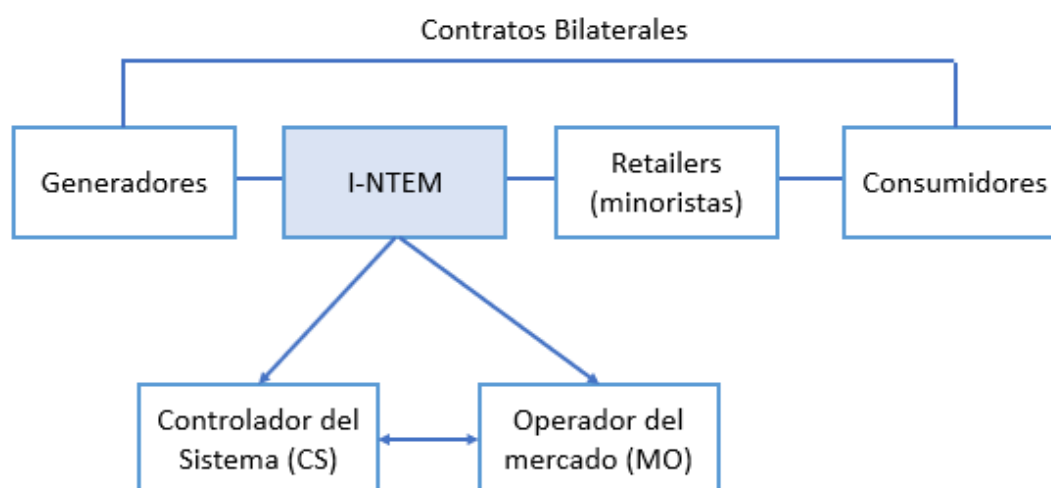 Contratos Bilaterales
Generadores
I-NTEM
Retailers
(minoristas)
Consumidores
Controlador del
Sistema (CS)
Operador del
mercado (MO)